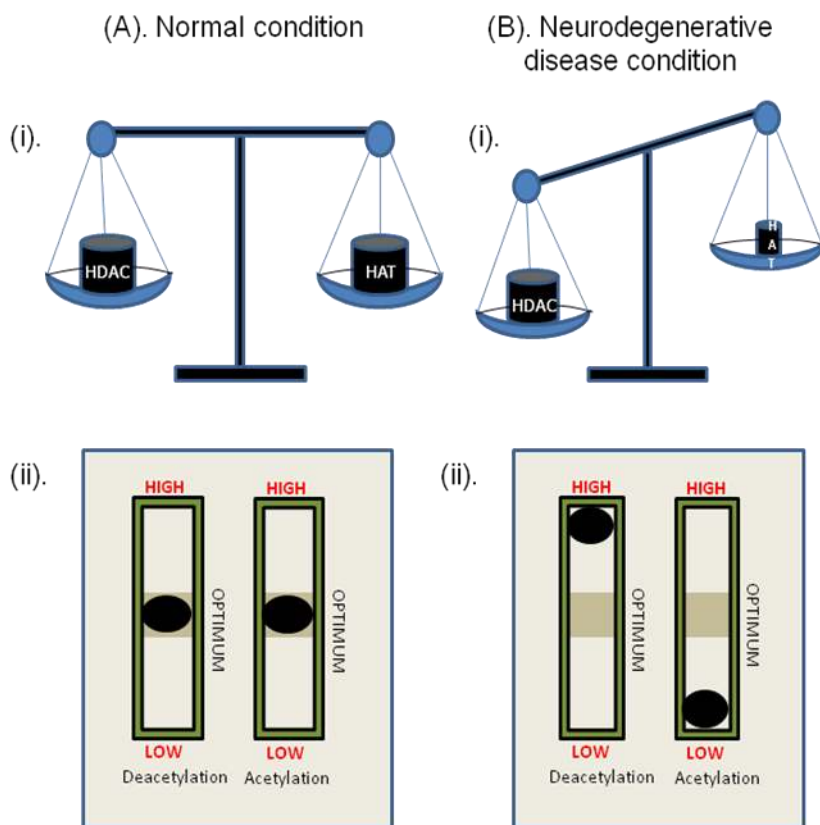 (A). Normal condition
(B). Neurodegenerative
disease condition
(i).
HDAC
HAT
(i).
HDAC
H
A
T
(ii).
HIGH
HIGH
OPTIMUM
OPTIMUM
LOW
LOW
Deacetylation
Acetylation
(ii).
HIGH
HIGH
OPTIMUM
OPTIMUM
LOW
LOW
Deacetylation
Acetylation